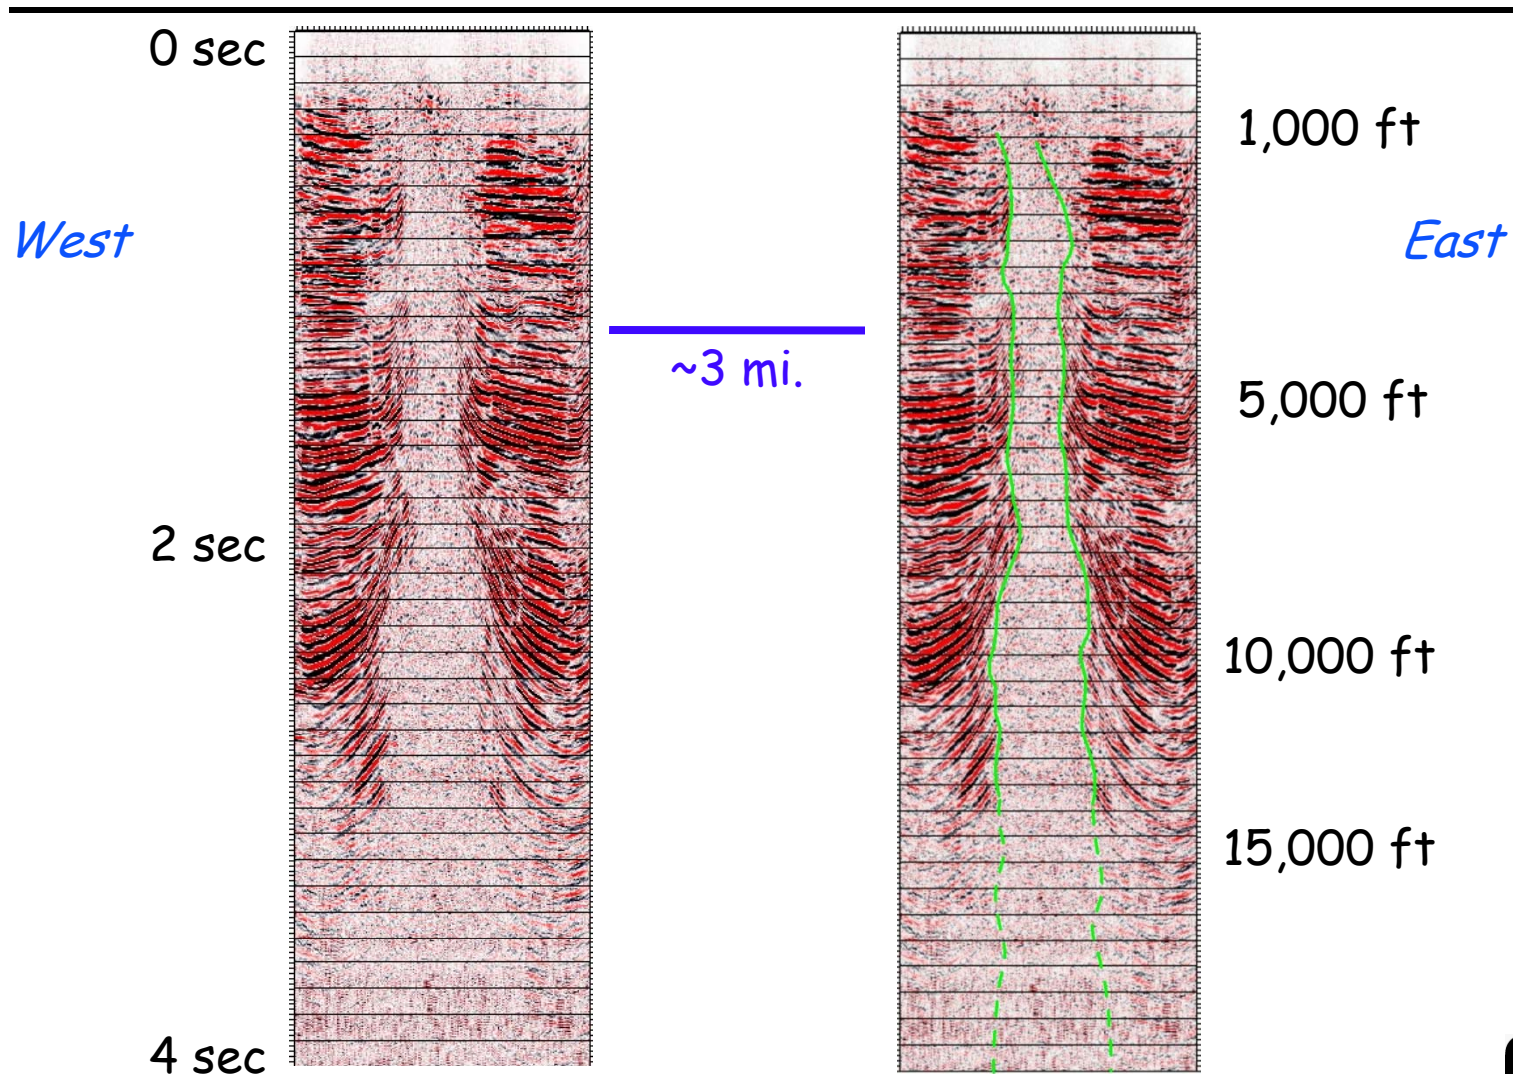 0 sec
1,000 ft
West
East
~3 mi.
5,000 ft
2 sec
10,000 ft
15,000 ft
4 sec